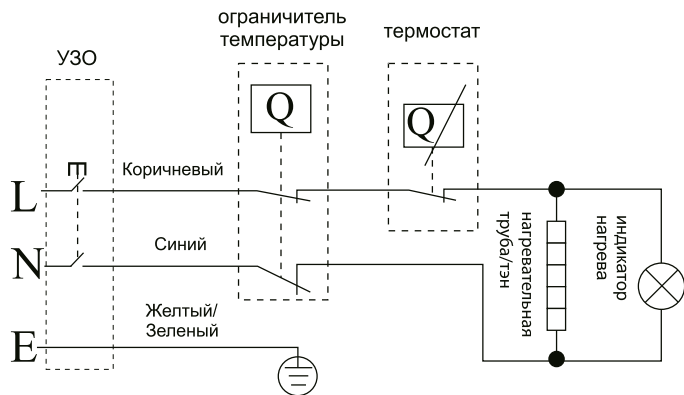 ограничитель
температуры
термостат
УЗО
Q
Q
Коричневый
L
Синий
N
Желтый/
Зеленый
E
нагревательная
труба/тэн
индикатор
нагрева